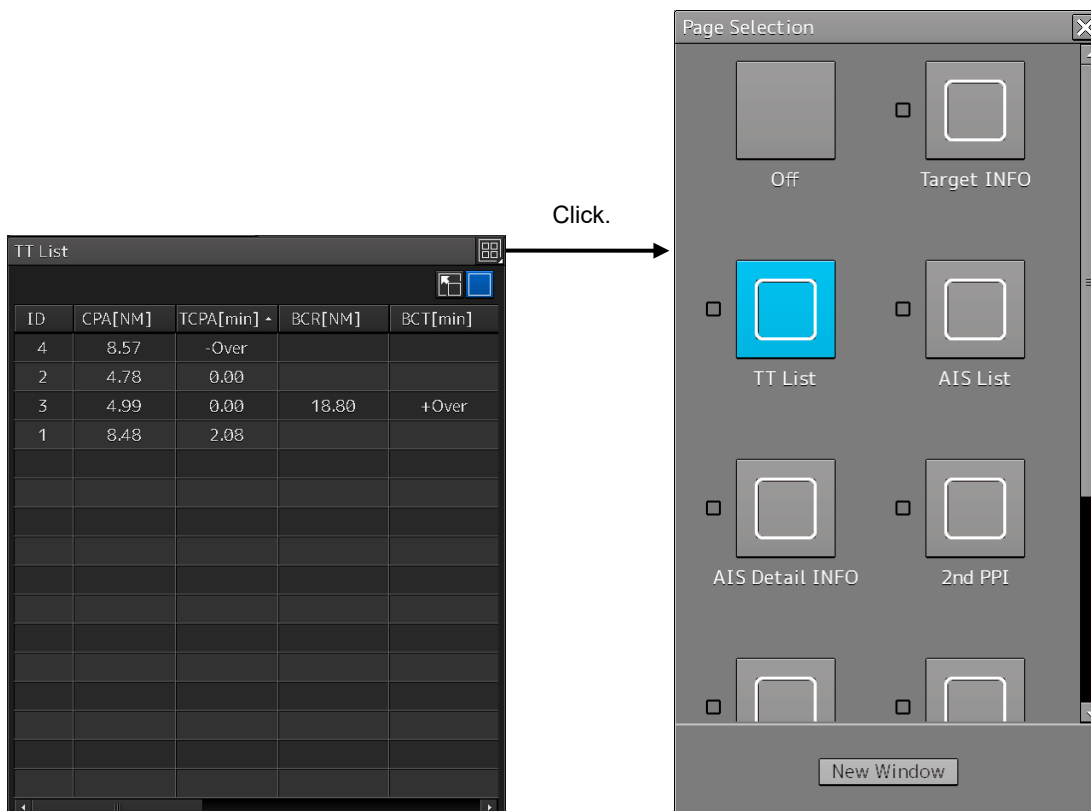 Page Selection
Off
Target INFO
Click.
TT List
ID CPA[NM] TCPA[min] BCR[NM] BCT[min]
4 8.57 -Over
2 4.78 0.00
3 4.99 0.00 18.80 +Over
1 8.48 2.08
TT List
AIS List
AIS Detail INFO
2nd PPI
New Window